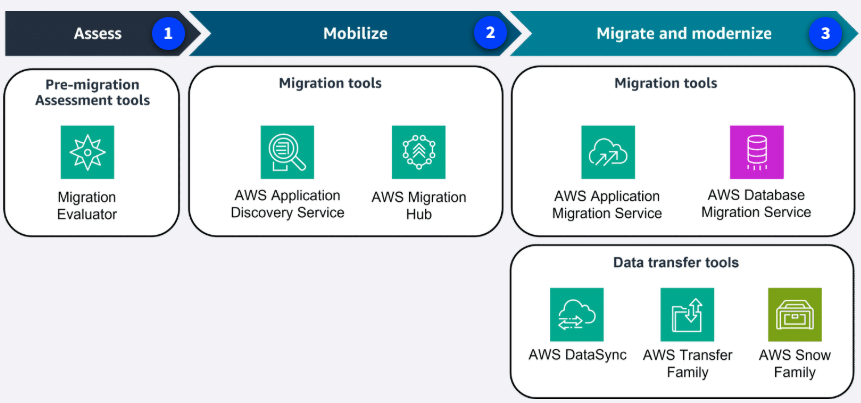 Assess
1
Mobilize
2
Migrate and modernize
3
Pre-migration
Assessment tools
Migration
Evaluator
Migration tools
AWS Application
Discovery Service
AWS Migration
Hub
Migration tools
AWS Application
Migration Service
AWS Database
Migration Service
Data transfer tools
AWS DataSync
AWS Transfer
Family
AWS Snow
Family